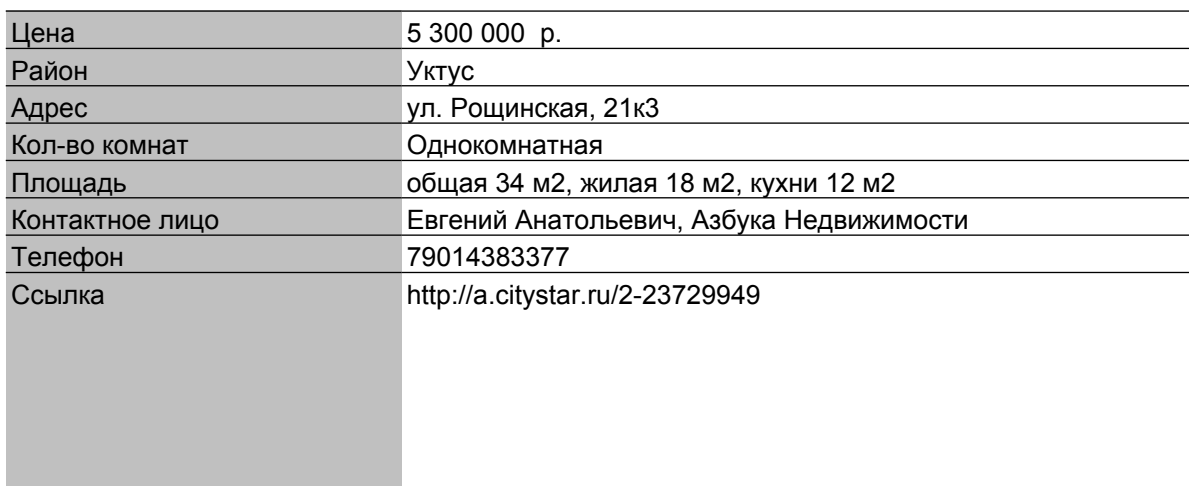 Цена 5 300 000 р.
Район Уктус
Адрес ул. Рощинская, 21к3
Кол-во комнат Однокомнатная
Площадь общая 34 м2, жилая 18 м2, кухни 12 м2
Контактное лицо Евгений Анатольевич, Азбука Недвижимости
Телефон 79014383377
Ссылка http://a.citystar.ru/2-23729949